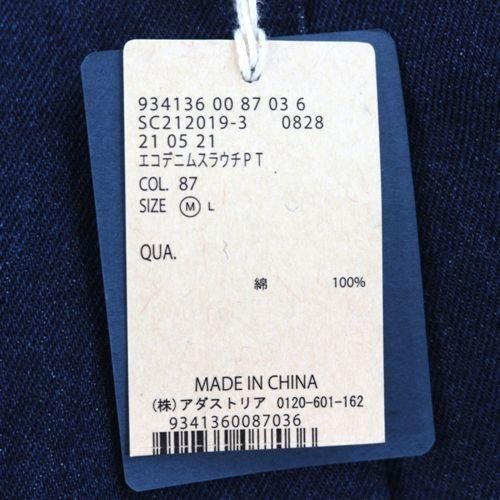 934136 00 87 03 6
SC212019-3 0828
21 05 21
エコデニムスラウチPT
COL. 87
SIZE Ⓜ L
QUA.
綿 100%
MADE IN CHINA
(株)アダストリア 0120-601-162
9341360087036